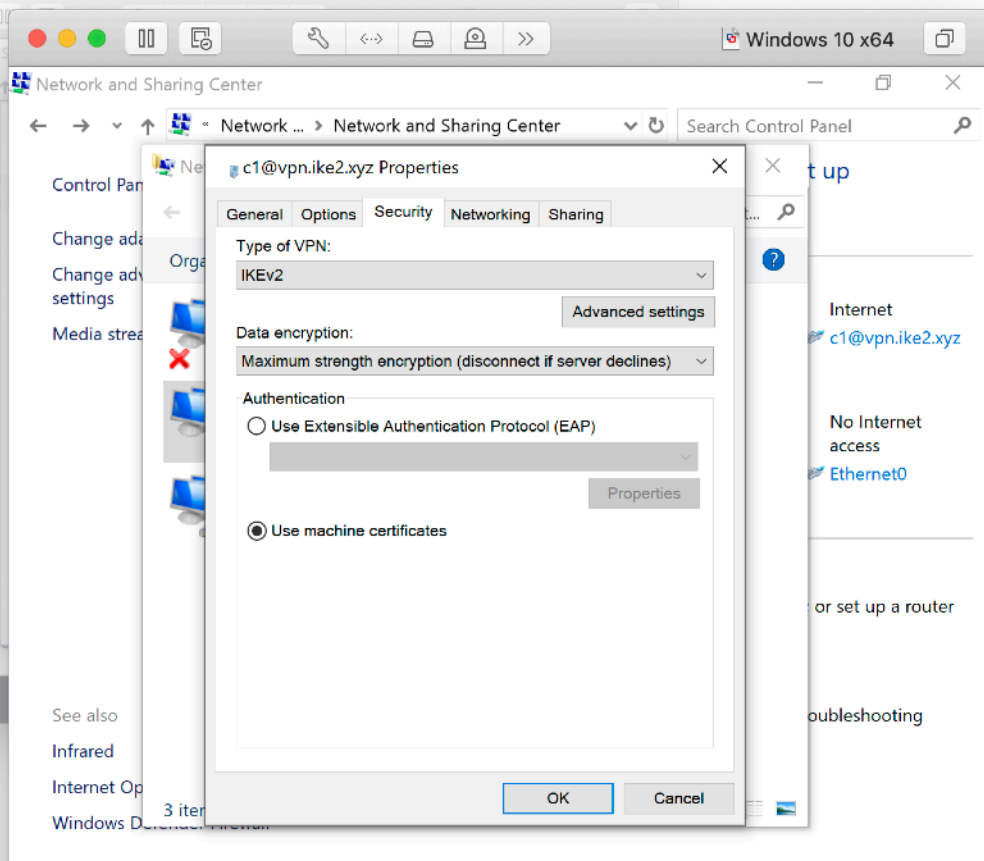 Windows 10 x64
Network and Sharing Center
« Network ... > Network and Sharing Center
Search Control Panel
c1@vpn.ike2.xyz Properties
General
Options
Security
Networking
Sharing
Type of VPN:
IKEv2
Advanced settings
Data encryption:
Maximum strength encryption (disconnect if server declines)
Authentication
Use Extensible Authentication Protocol (EAP)
Properties
Use machine certificates
OK
Cancel
Control Pan
Change ada
Change adv
settings
Media strea
See also
Infrared
Internet Op
Windows Defender Firewall
Ne
Orga
3 iter
t up
t...
Internet
c1@vpn.ike2.xyz
No Internet
access
Ethernet0
or set up a router
oubleshooting